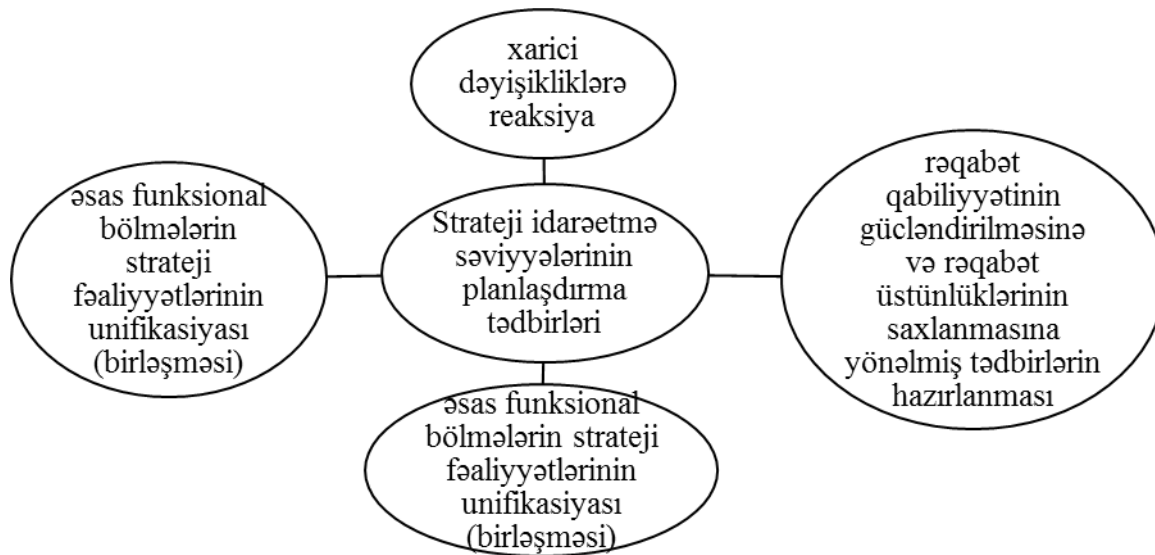 xarici
dəyişikliklərə
reaksiya
əsas funksional
bölmələrin
strateji
fəaliyyətlərinin
unifikasiyası
(birləşməsi)
Strateji idarəetmə
səviyyələrinin
planlaşdırma
tədbirləri
rəqabət
qabiliyyətinin
gücləndirilməsinə
və rəqabət
üstünlüklərinin
saxlanmasına
yönəlmiş tədbirlərin
hazırlanması
əsas funksional
bölmələrin strateji
fəaliyyətlərinin
unifikasiyası
(birləşməsi)